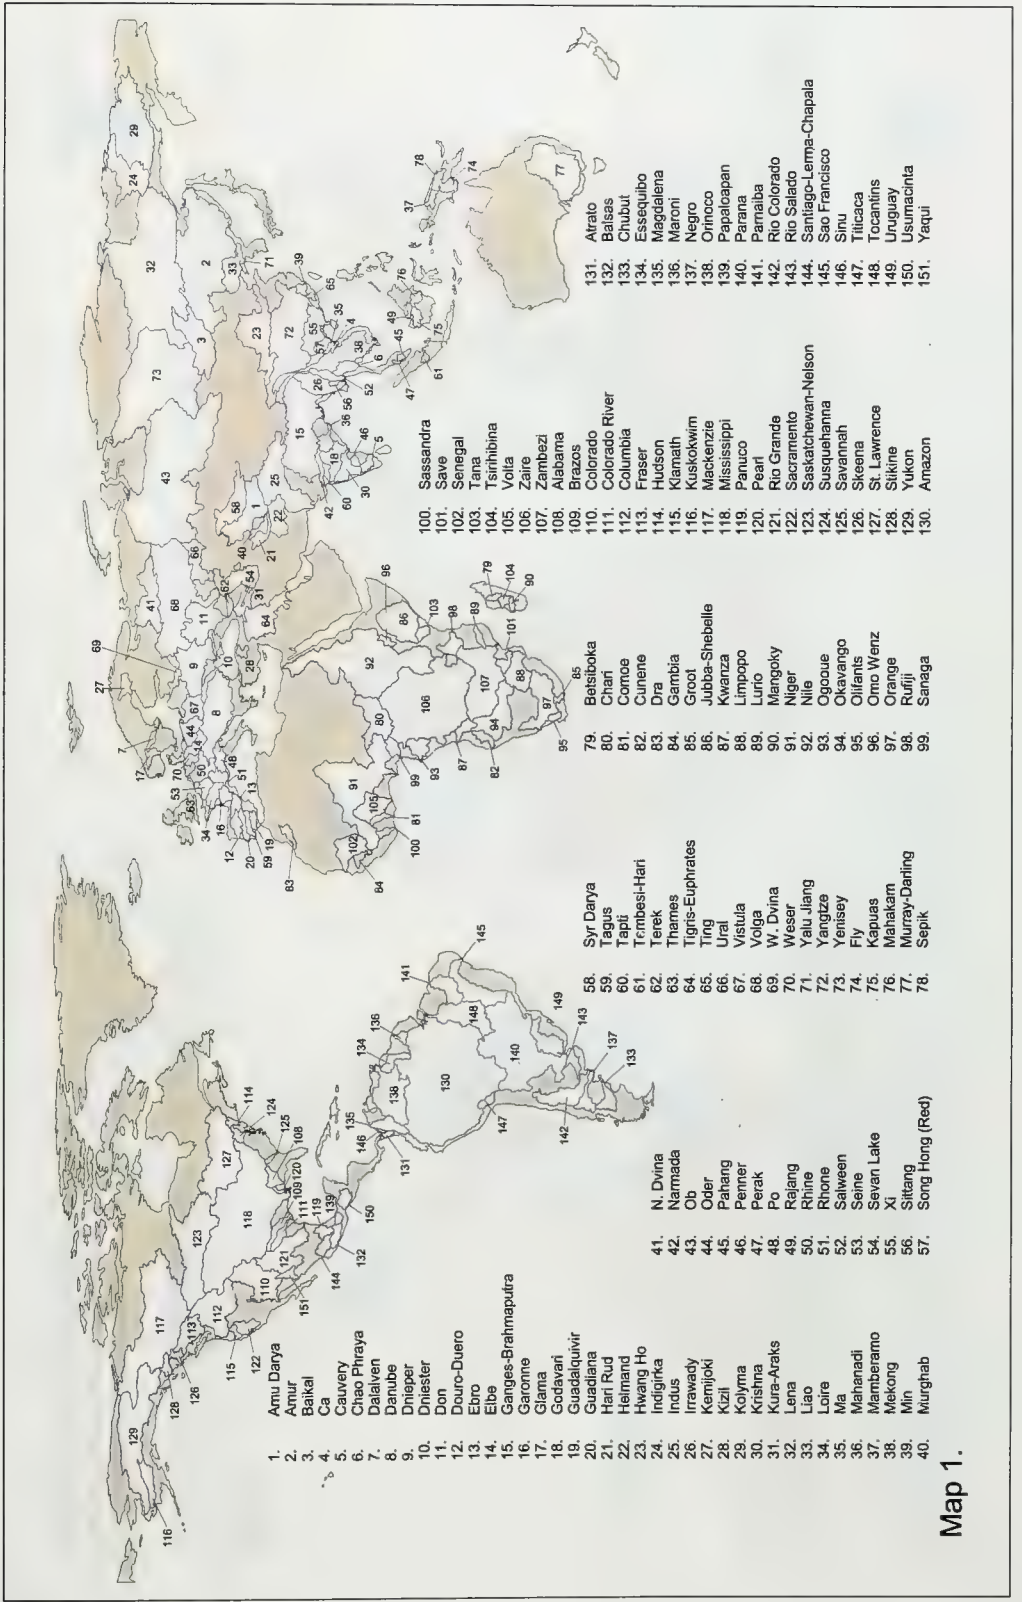 Map 1.
1. Amu Darya
2. Amur
3. Baikal
4. Ca
5. Cauvery
6. Chao Phraya
7. Dalalven
8. Danube
9. Dnieper
10. Dniester
11. Don
12. Douro-Duero
13. Ebro
14. Elbe
15. Ganges-Brahmaputra
16. Garonne
17. Glama
18. Godavari
19. Guadalquivir
20. Guadiana
21. Hari Rud
22. Helmand
23. Hwang Ho
24. Indigirka
25. Indus
26. Irrawady
27. Kemijoki
28. Kizil
29. Kolyma
30. Krishna
31. Kura-Araks
32. Lena
33. Liao
34. Loire
35. Ma
36. Mahanadi
37. Mamberamo
38. Mekong
39. Min
40. Murghab
41. N. Dvina
42. Narmada
43. Ob
44. Oder
45. Pahang
46. Penner
47. Perak
48. Po
49. Rajang
50. Rhine
51. Rhone
52. Salween
53. Seine
54. Sevan Lake
55. Xi
56. Sittang
57. Song Hong (Red)
58. Syr Darya
59. Tagus
60. Tapti
61. Tembesi-Hari
62. Terek
63. Thames
64. Tigris-Euphrates
65. Ting
66. Ural
67. Vistula
68. Volga
69. W. Dvina
70. Weser
71. Yalu Jiang
72. Yangtze
73. Yenisey
74. Fly
75. Kapuas
76. Mahakam
77. Murray-Darling
78. Sepik
79. Betsiboka
80. Chari
81. Comoe
82. Cunene
83. Dra
84. Gambia
85. Groot
86. Jubba-Shebelle
87. Kwanza
88. Limpopo
89. Lurio
90. Mangoky
91. Niger
92. Nile
93. Ogooue
94. Okavango
95. Olifants
96. Omo Wenz
97. Orange
98. Rufiji
99. Sanaga
100. Sassandra
101. Save
102. Senegal
103. Tana
104. Tsiribihina
105. Volta
106. Zaire
107. Zambezi
108. Alabama
109. Brazos
110. Colorado
111. Colorado River
112. Columbia
113. Fraser
114. Hudson
115. Klamath
116. Kuskokwim
117. Mackenzie
118. Mississippi
119. Panuco
120. Pearl
121. Rio Grande
122. Sacramento
123. Saskatchewan-Nelson
124. Susquehanna
125. Savannah
126. Skeena
127. St. Lawrence
128. Stikine
129. Yukon
130. Amazon
131. Atrato
132. Balsas
133. Chubut
134. Essequibo
135. Magdalena
136. Maroni
137. Negro
138. Orinoco
139. Papaloapan
140. Parana
141. Parnaiba
142. Rio Colorado
143. Rio Salado
144. Santiago-Lerma-Chapala
145. Sao Francisco
146. Sinu
147. Titicaca
148. Tocantins
149. Uruguay
150. Usumacinta
151. Yaqui